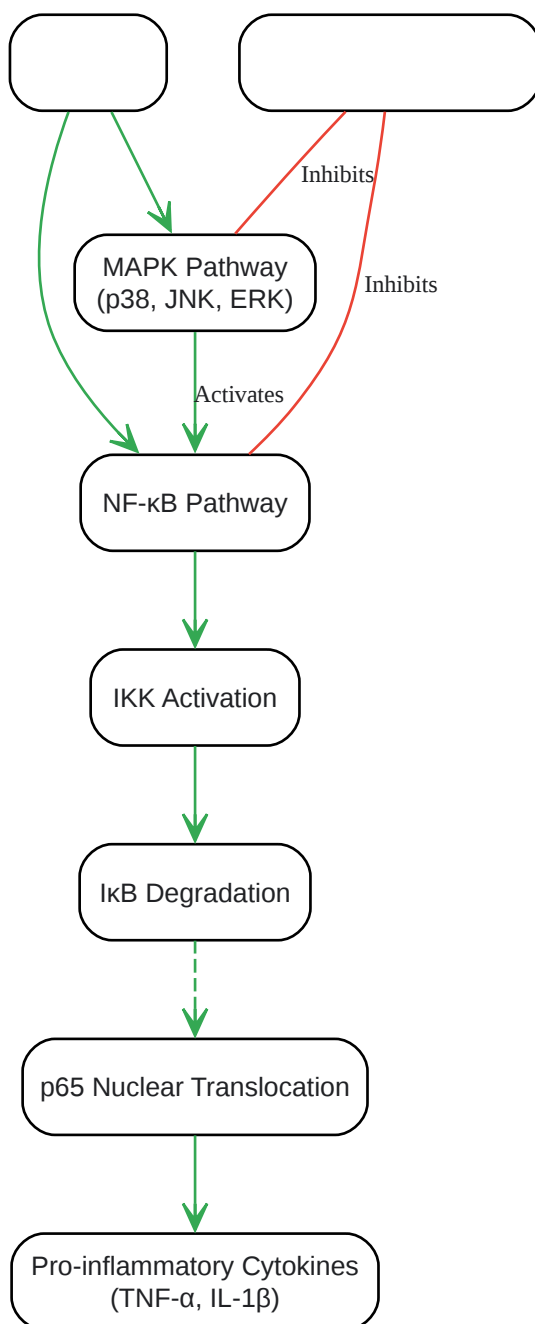 Inhibits
MAPK Pathway
(p38, JNK, ERK)
Inhibits
Activates
NF-κB Pathway
IKK Activation
IκB Degradation
p65 Nuclear Translocation
Pro-inflammatory Cytokines
(TNF-α, IL-1β)